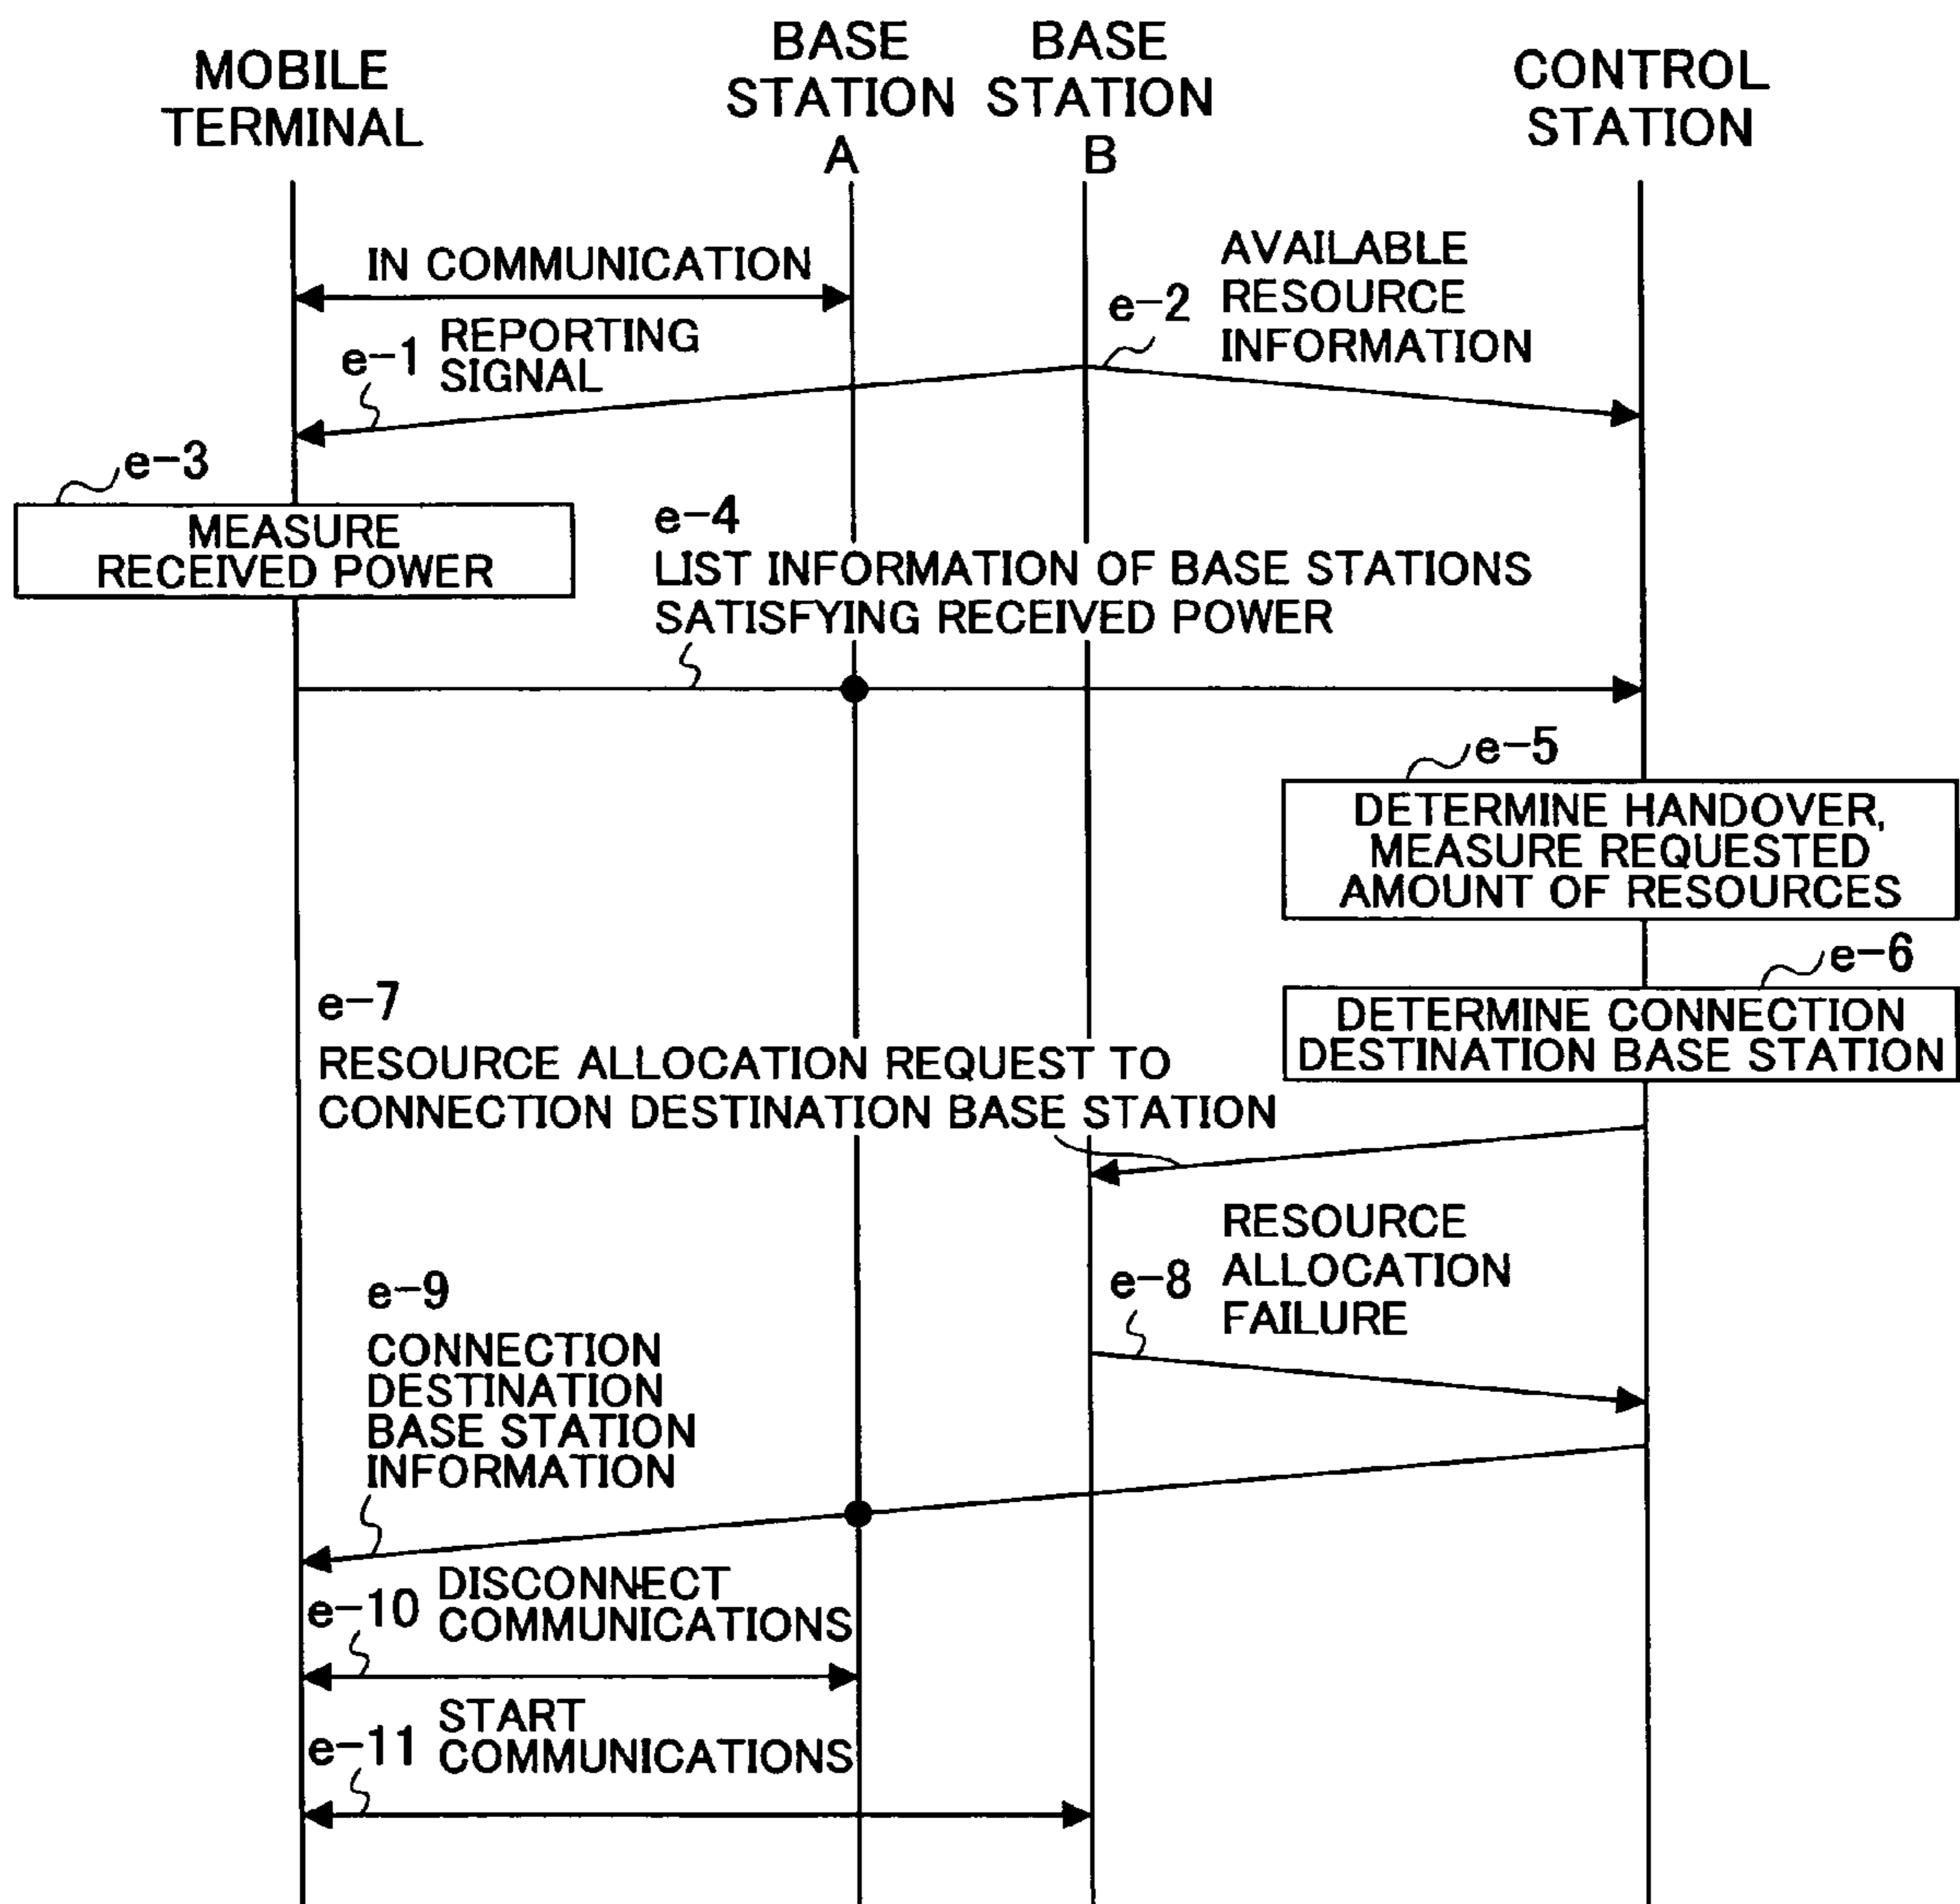 MOBILE
TERMINAL
BASE
STATION
A
BASE
STATION
B
CONTROL
STATION
IN COMMUNICATION
e-1
REPORTING
SIGNAL
e-2
AVAILABLE
RESOURCE
INFORMATION
e-3
MEASURE
RECEIVED POWER
e-4
LIST INFORMATION OF BASE STATIONS
SATISFYING RECEIVED POWER
e-5
DETERMINE HANDOVER,
MEASURE REQUESTED
AMOUNT OF RESOURCES
e-6
DETERMINE CONNECTION
DESTINATION BASE STATION
e-7
RESOURCE ALLOCATION REQUEST TO
CONNECTION DESTINATION BASE STATION
e-8
RESOURCE
ALLOCATION
FAILURE
e-9
CONNECTION
DESTINATION
BASE STATION
INFORMATION
e-10
DISCONNECT
COMMUNICATIONS
e-11
START
COMMUNICATIONS